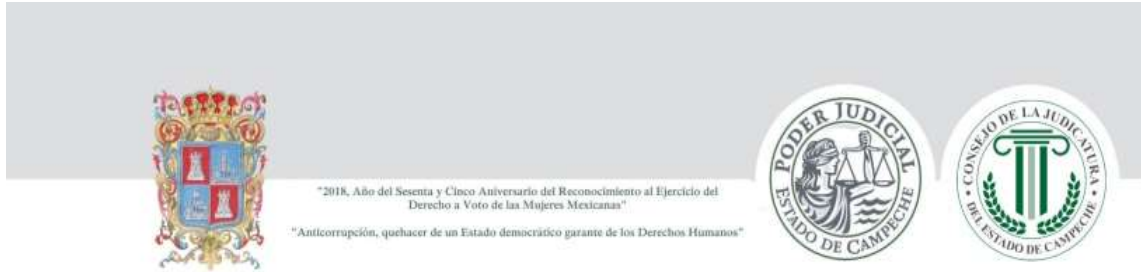 "2018, Año del Sesenta y Cinco Aniversario del Reconocimiento al Ejercicio del
Derecho a Voto de las Mujeres Mexicanas"
"Anticorrupción, quehacer de un Estado democrático garante de los Derechos Humanos"
PODER JUDICIAL
ESTADO DE CAMPECHE
CONSEJO DE LA JUDICATURA
DEL ESTADO DE CAMPECHE